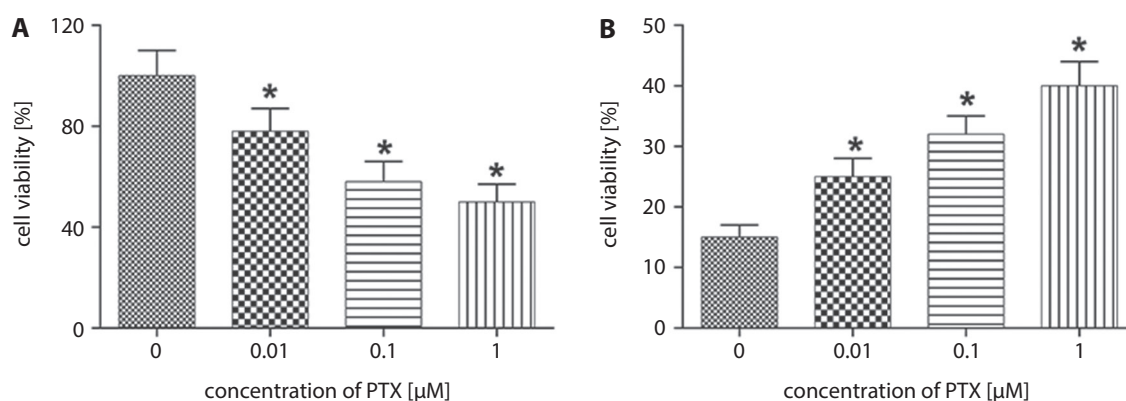 A
120
80
40
0
cell viability [%]
*
*
*
0 0.01 0.1 1
concentration of PTX [µM]
B
50
40
30
20
10
0
cell viability [%]
*
*
*
0 0.01 0.1 1
concentration of PTX [µM]